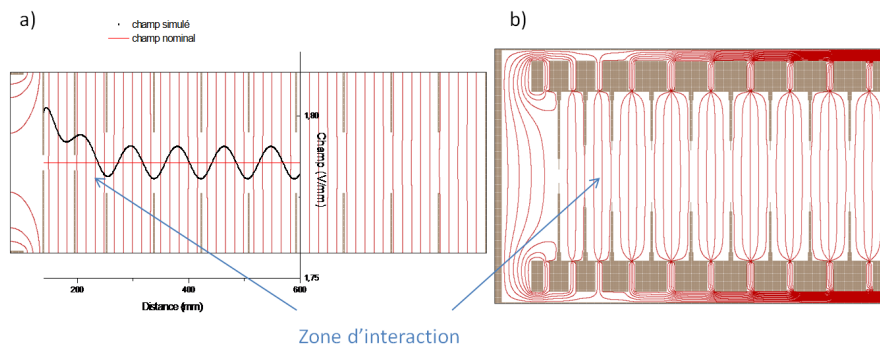 a)
champ simulé
champ nominal
b)
1,80
Champ (V/mm)
1,75
200
400
600
Distance (mm)
Zone d'interaction